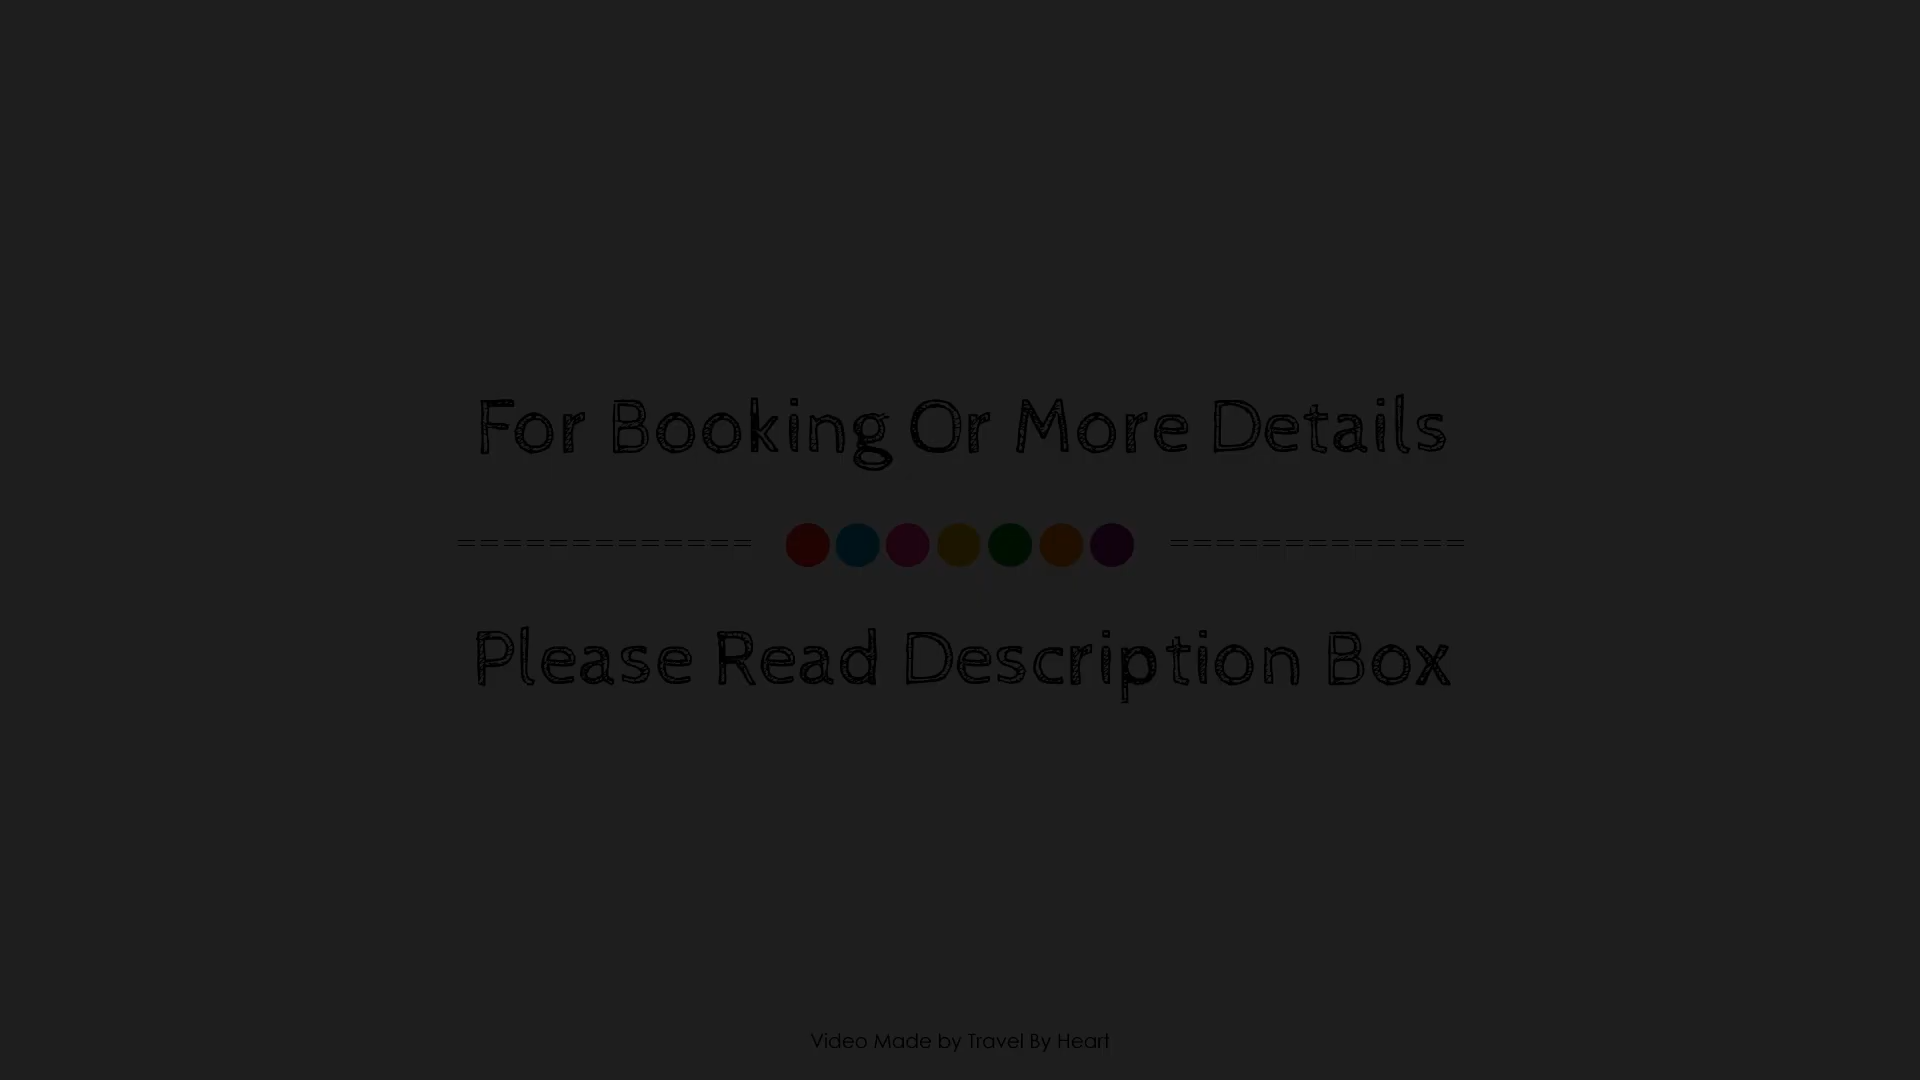 For Booking Or More Details
============= =============
Please Read Description Box
Video Made by Travel By Heart